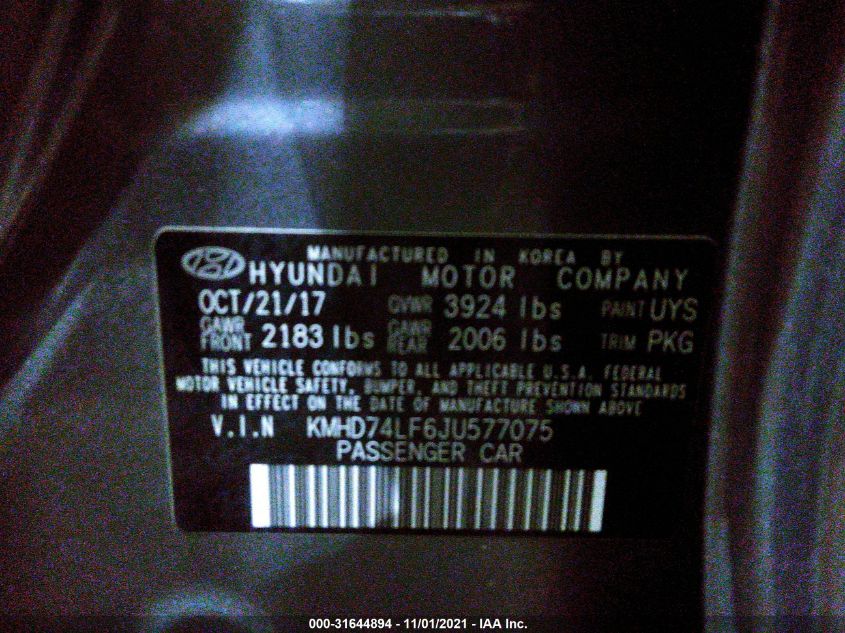 MANUFACTURED IN KOREA BY
HYUNDAI MOTOR COMPANY
OCT/21/17 GVWR 3924 lbs PAINT UYS
GAWR FRONT 2183 lbs GAWR REAR 2006 lbs TRIM PKG
THIS VEHICLE CONFORMS TO ALL APPLICABLE U.S.A. FEDERAL
MOTOR VEHICLE SAFETY, BUMPER, AND THEFT PREVENTION STANDARDS
IN EFFECT ON THE DATE OF MANUFACTURE SHOWN ABOVE
V.I.N KMHD74LF6JU577075
PASSENGER CAR
000-31644894 - 11/01/2021 - IAA Inc.